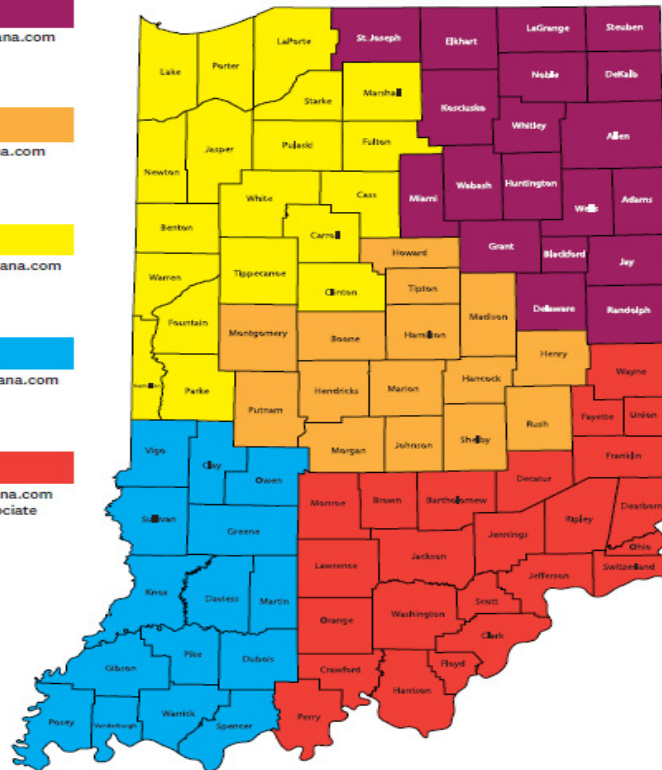 ana.com
na.com
ana.com
ana.com
na.com
ociate
St. Joseph
Elkhart
LaGrange
Steuben
LaPorte
Porter
Lake
Noble
DeKalb
Starke
Marshall
Kosciusko
Whitley
Allen
Newton
Jasper
Pulaski
Fulton
Miami
Wabash
Huntington
Wells
Adams
White
Cass
Carroll
Benton
Grant
Blackford
Jay
Howard
Warren
Tippecanoe
Clinton
Tipton
Madison
Delaware
Randolph
Fountain
Montgomery
Boone
Hamilton
Henry
Wayne
Parke
Putnam
Hendricks
Marion
Hancock
Rush
Fayette
Union
Morgan
Johnson
Shelby
Vigo
Clay
Owen
Franklin
Monroe
Brown
Bartholomew
Decatur
Dearborn
Sullivan
Greene
Jennings
Ripley
Ohio
Lawrence
Jackson
Jefferson
Switzerland
Knox
Daviess
Martin
Orange
Washington
Scott
Clark
Gibson
Pike
Dubois
Crawford
Floyd
Harrison
Posey
Vanderburgh
Warrick
Spencer
Perry